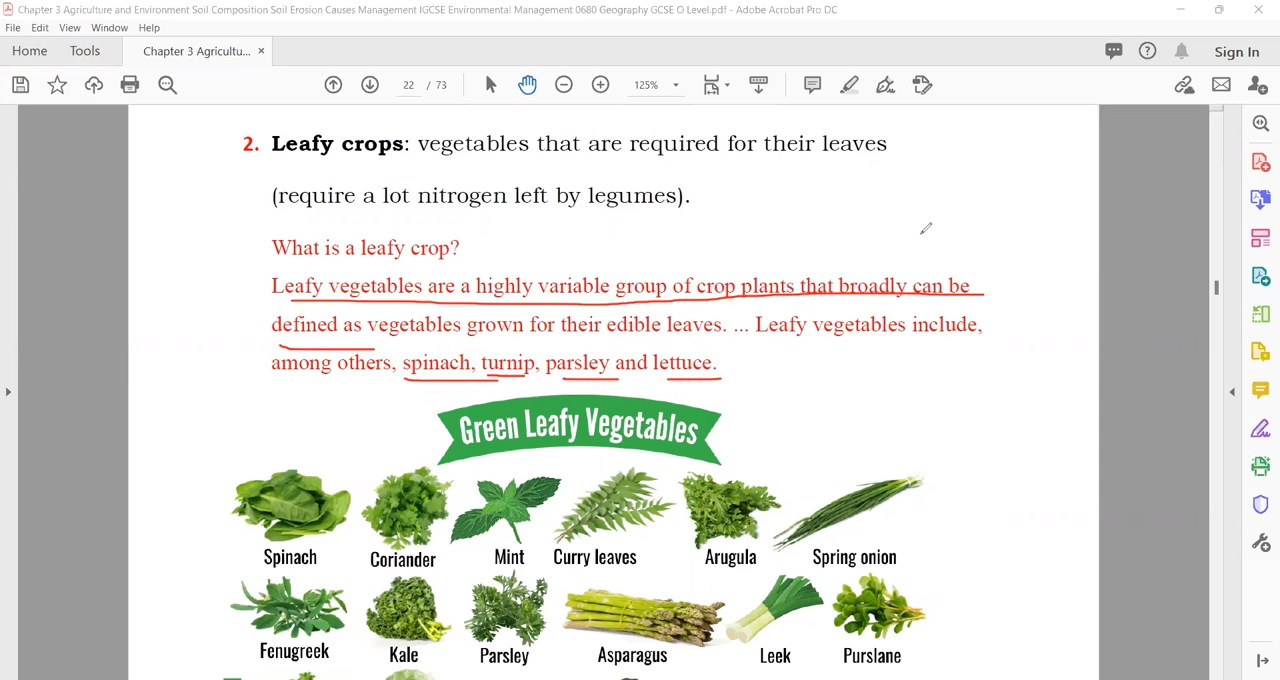 Chapter 3 Agriculture and Environment Soil Composition Soil Erosion Causes Management IGCSE Environmental Management 0680 Geography GCSE O Level.pdf - Adobe Acrobat Pro DC
File Edit View Window Help
Home Tools Chapter 3 Agricultu... ×
Sign In
22 / 73 125%
2. Leafy crops: vegetables that are required for their leaves
(require a lot nitrogen left by legumes).
What is a leafy crop?
Leafy vegetables are a highly variable group of crop plants that broadly can be
defined as vegetables grown for their edible leaves. ... Leafy vegetables include,
among others, spinach, turnip, parsley and lettuce.
Green Leafy Vegetables
Spinach Coriander Mint Curry leaves Arugula Spring onion
Fenugreek Kale Parsley Asparagus Leek Purslane